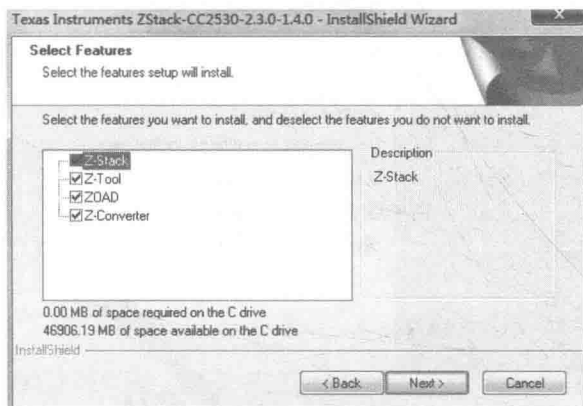 Texas Instruments ZStack-CC2530-2.3.0-1.4.0 - InstallShield Wizard
Select Features
Select the features setup will install.
Select the features you want to install, and deselect the features you do not want to install.
Z-Stack
Z-Tool
ZOAD
Z-Converter
Description
Z-Stack
0.00 MB of space required on the C drive
46906.19 MB of space available on the C drive
InstallShield
< Back
Next >
Cancel